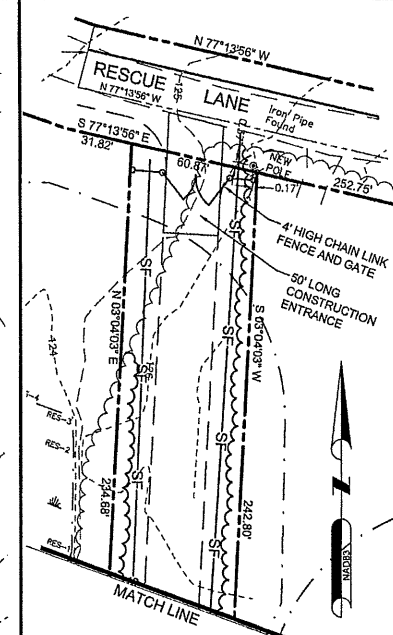 N 77°13'56" W
RESCUE LANE
N 77°13'56" W
125
Iron Pipe
Found
S 77°13'56" E
31.82'
60.87'
NEW
POLE
0.17'
252.75'
4' HIGH CHAIN LINK
FENCE AND GATE
50' LONG
CONSTRUCTION
ENTRANCE
SF
SF
SF
SF
SF
SF
SF
N 03°04'03" E
S 03°04'03" W
124
RES-3
RES-2
RES-1
234.68'
242.80'
NAD83
MATCH LINE